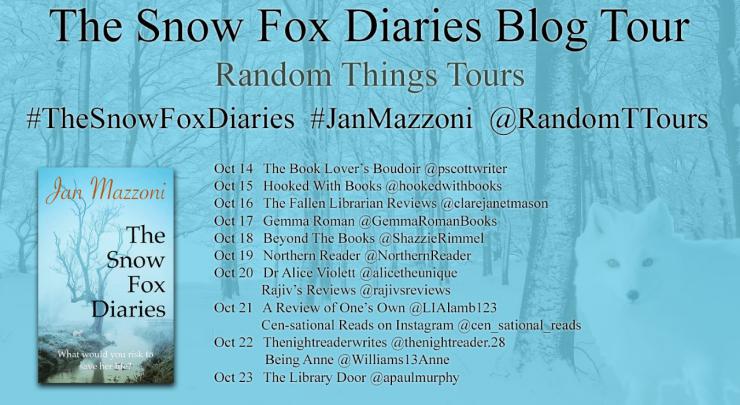 The Snow Fox Diaries Blog Tour
Random Things Tours
#TheSnowFoxDiaries #JanMazzoni @RandomTTours
Jan Mazzoni
The
Snow
Fox
Diaries
What would you risk to
save her life?
Oct 14 The Book Lover's Boudoir @pscottwriter
Oct 15 Hooked With Books @hookedwithbooks
Oct 16 The Fallen Librarian Reviews @clarejanetmason
Oct 17 Gemma Roman @GemmaRomanBooks
Oct 18 Beyond The Books @ShazzieRimmel
Oct 19 Northern Reader @NorthernReader
Oct 20 Dr Alice Violett @alicetheunique
Rajiv's Reviews @rajivsreviews
Oct 21 A Review of One's Own @LIAlamb123
Cen-sational Reads on Instagram @cen_sational_reads
Oct 22 Thenightreaderwrites @thenightreader.28
Being Anne @Williams13Anne
Oct 23 The Library Door @apaulmurphy